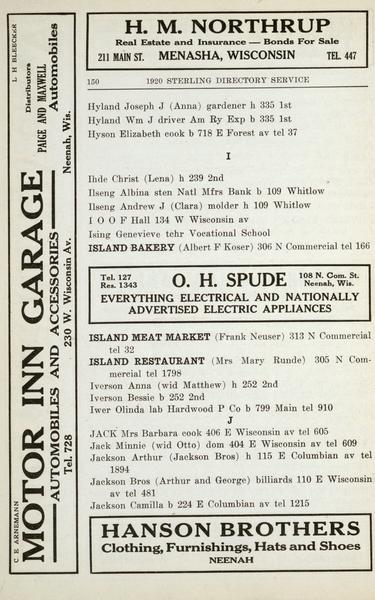 H. M. NORTHRUP
Real Estate and Insurance — Bonds For Sale
211 MAIN ST. MENASHA, WISCONSIN TEL. 447
150 1920 STERLING DIRECTORY SERVICE
Hyland Joseph J (Anna) gardener h 335 1st
Hyland Wm J driver Am Ry Exp b 335 1st
Hyson Elizabeth cook b 718 E Forest av tel 37
I
Ihde Christ (Lena) h 239 2nd
Ilseng Albina sten Natl Mfrs Bank b 109 Whitlow
Ilseng Andrew J (Clara) molder h 109 Whitlow
I O O F Hall 134 W Wisconsin av
Ising Genevieve tchr Vocational School
ISLAND BAKERY (Albert F Koser) 306 N Commercial tel 166
Tel. 127
Res. 1343
O. H. SPUDE
108 N. Com. St.
Neenah, Wis.
EVERYTHING ELECTRICAL AND NATIONALLY
ADVERTISED ELECTRIC APPLIANCES
ISLAND MEAT MARKET (Frank Neuser) 313 N Commercial
tel 32
ISLAND RESTAURANT (Mrs Mary Runde) 305 N Com-
mercial tel 1798
Iverson Anna (wid Matthew) h 252 2nd
Iverson Bessie b 252 2nd
Iwer Olinda lab Hardwood P Co b 799 Main tel 910
J
JACK Mrs Barbara cook 406 E Wisconsin av tel 605
Jack Minnie (wid Otto) dom 404 E Wisconsin av tel 609
Jackson Arthur (Jackson Bros) h 115 E Columbian av tel
1894
Jackson Bros (Arthur and George) billiards 110 E Wisconsin
av tel 481
Jackson Camilla b 224 E Columbian av tel 1215
HANSON BROTHERS
Clothing, Furnishings, Hats and Shoes
NEENAH
C. E. ARNEMANN
L. H. BLEECKER
MOTOR INN GARAGE
Distributors
PAIGE AND MAXWELL
Automobiles
AUTOMOBILES AND ACCESSORIES
Tel. 728 230 W. Wisconsin Av. Neenah, Wis.